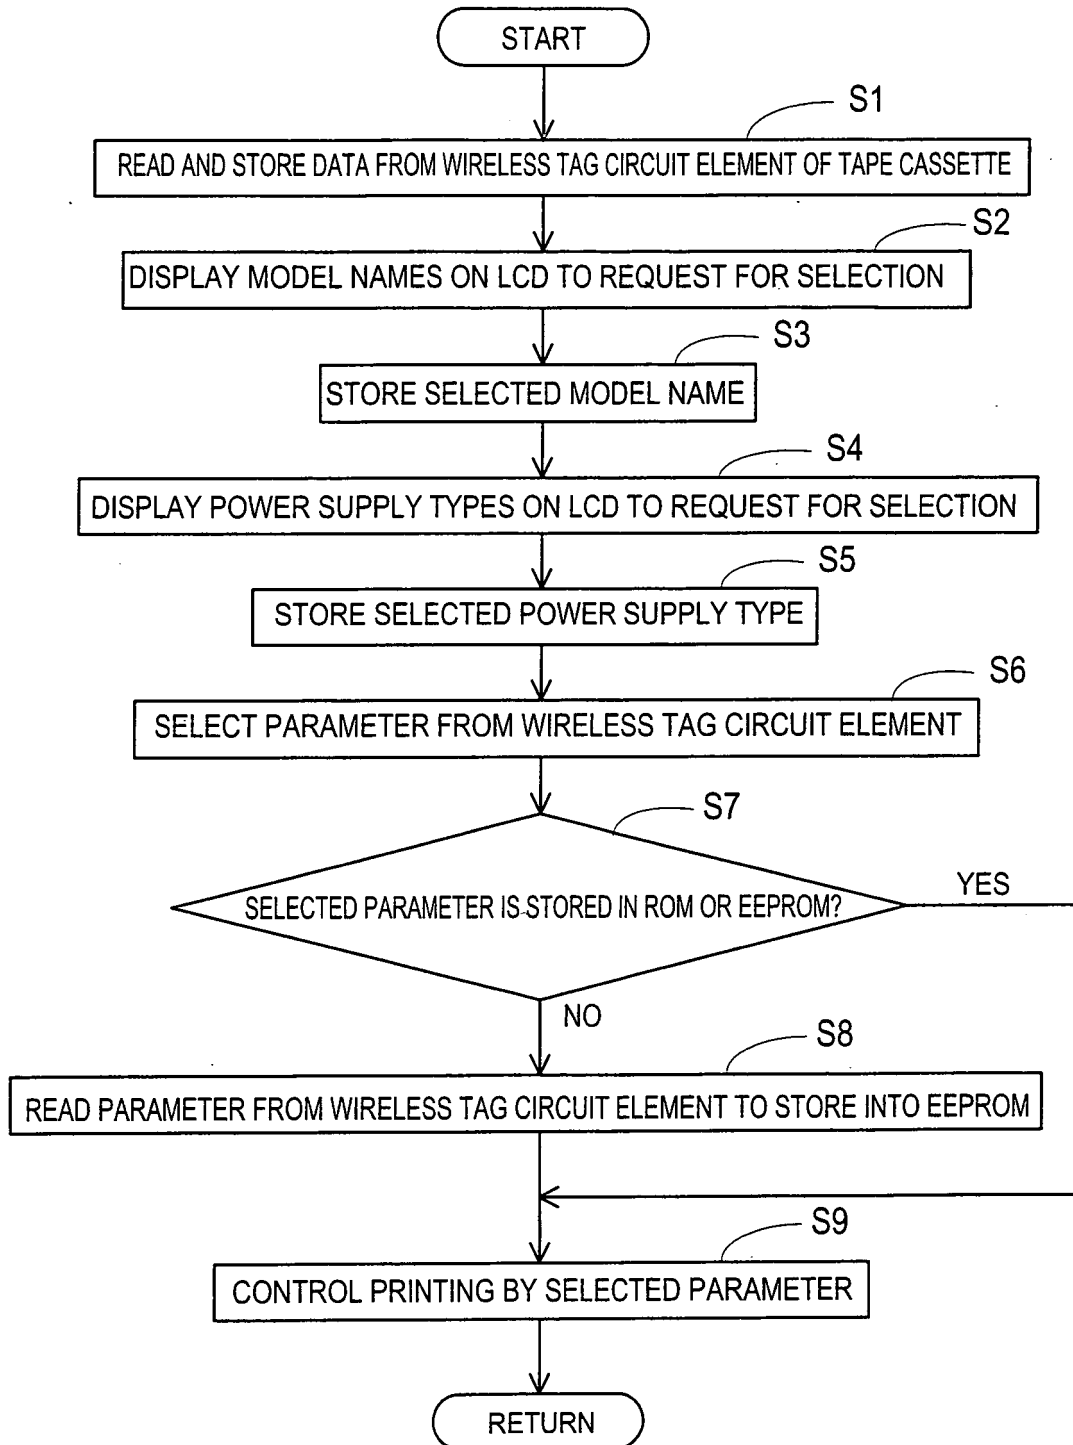 START
S1
READ AND STORE DATA FROM WIRELESS TAG CIRCUIT ELEMENT OF TAPE CASSETTE
S2
DISPLAY MODEL NAMES ON LCD TO REQUEST FOR SELECTION
S3
STORE SELECTED MODEL NAME
S4
DISPLAY POWER SUPPLY TYPES ON LCD TO REQUEST FOR SELECTION
S5
STORE SELECTED POWER SUPPLY TYPE
S6
SELECT PARAMETER FROM WIRELESS TAG CIRCUIT ELEMENT
S7
SELECTED PARAMETER IS STORED IN ROM OR EEPROM?
YES
NO
S8
READ PARAMETER FROM WIRELESS TAG CIRCUIT ELEMENT TO STORE INTO EEPROM
S9
CONTROL PRINTING BY SELECTED PARAMETER
RETURN